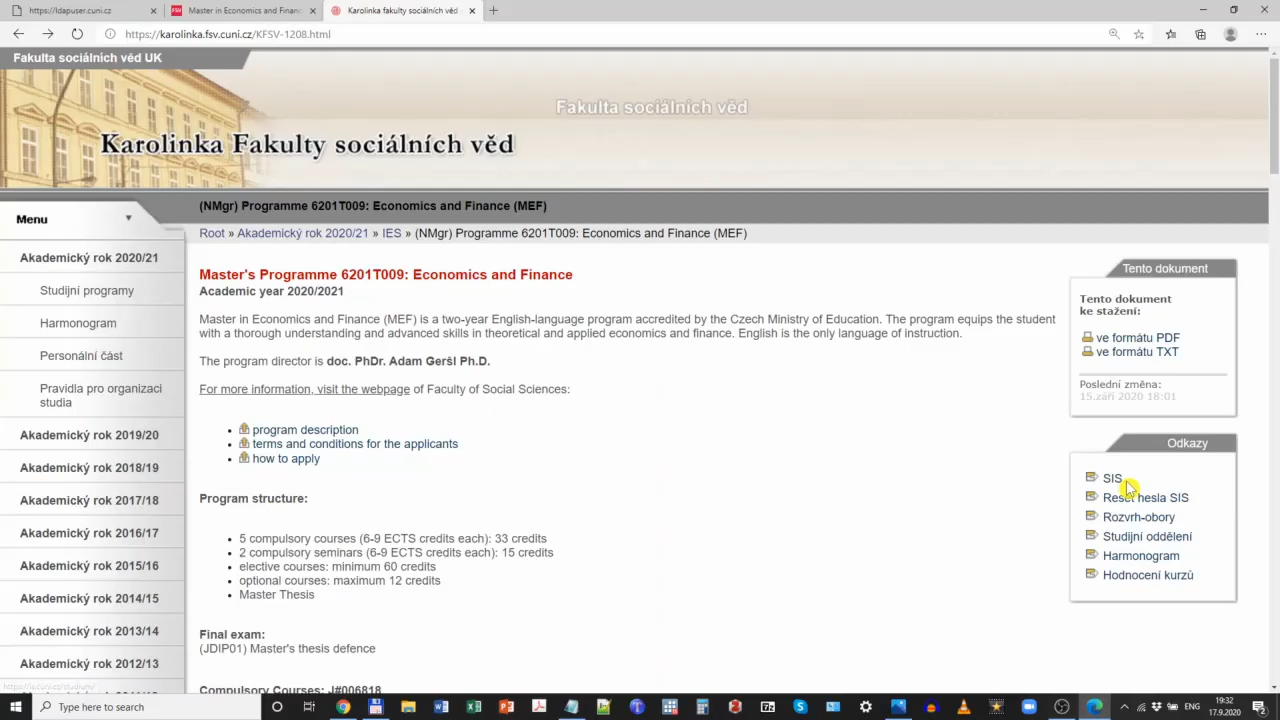 https://ldapuser.cuni.cz
Master in Economics and Financ
Karolinka fakulty sociálních věd
https://karolinka.fsv.cuni.cz/KFSV-1208.html
Fakulta sociálních věd UK
Fakulta sociálních věd
Karolinka Fakulty sociálních věd
Menu
(NMgr) Programme 6201T009: Economics and Finance (MEF)
Root » Akademický rok 2020/21 » IES » (NMgr) Programme 6201T009: Economics and Finance (MEF)
Akademický rok 2020/21
Studijní programy
Harmonogram
Personální část
Pravidla pro organizaci
studia
Akademický rok 2019/20
Akademický rok 2018/19
Akademický rok 2017/18
Akademický rok 2016/17
Akademický rok 2015/16
Akademický rok 2014/15
Akademický rok 2013/14
Akademický rok 2012/13
Master's Programme 6201T009: Economics and Finance
Academic year 2020/2021
Master in Economics and Finance (MEF) is a two-year English-language program accredited by the Czech Ministry of Education. The program equips the student
with a thorough understanding and advanced skills in theoretical and applied economics and finance. English is the only language of instruction.
The program director is doc. PhDr. Adam Geršl Ph.D.
For more information, visit the webpage of Faculty of Social Sciences:
program description
terms and conditions for the applicants
how to apply
Program structure:
5 compulsory courses (6-9 ECTS credits each): 33 credits
2 compulsory seminars (6-9 ECTS credits each): 15 credits
elective courses: minimum 60 credits
optional courses: maximum 12 credits
Master Thesis
Final exam:
(JDIP01) Master's thesis defence
Compulsory Courses: J#006818
Tento dokument
Tento dokument
ke stažení:
ve formátu PDF
ve formátu TXT
Poslední změna:
15.září 2020 18:01
Odkazy
SIS
Reset hesla SIS
Rozvrh-obory
Studijní oddělení
Harmonogram
Hodnocení kurzů
Type here to search
19:32
17.9.2020